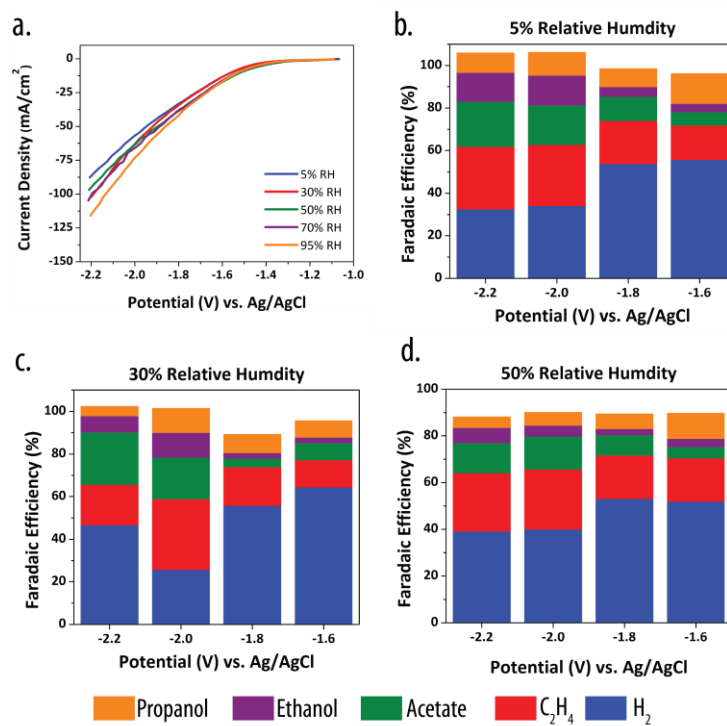 a.
Current Density (mA/cm²)
0
-25
-50
-75
-100
-125
-150
-2.2 -2.0 -1.8 -1.6 -1.4 -1.2 -1.0
Potential (V) vs. Ag/AgCl
5% RH
30% RH
50% RH
70% RH
95% RH
b.
5% Relative Humidity
Faradaic Efficiency (%)
100
80
60
40
20
0
-2.2 -2.0 -1.8 -1.6
Potential (V) vs. Ag/AgCl
c.
30% Relative Humdity
Faradaic Efficiency (%)
100
80
60
40
20
0
-2.2 -2.0 -1.8 -1.6
Potential (V) vs. Ag/AgCl
d.
50% Relative Humdity
Faradaic Efficiency (%)
100
80
60
40
20
0
-2.2 -2.0 -1.8 -1.6
Potential (V) vs. Ag/AgCl
Propanol Ethanol Acetate C₂H₄ H₂